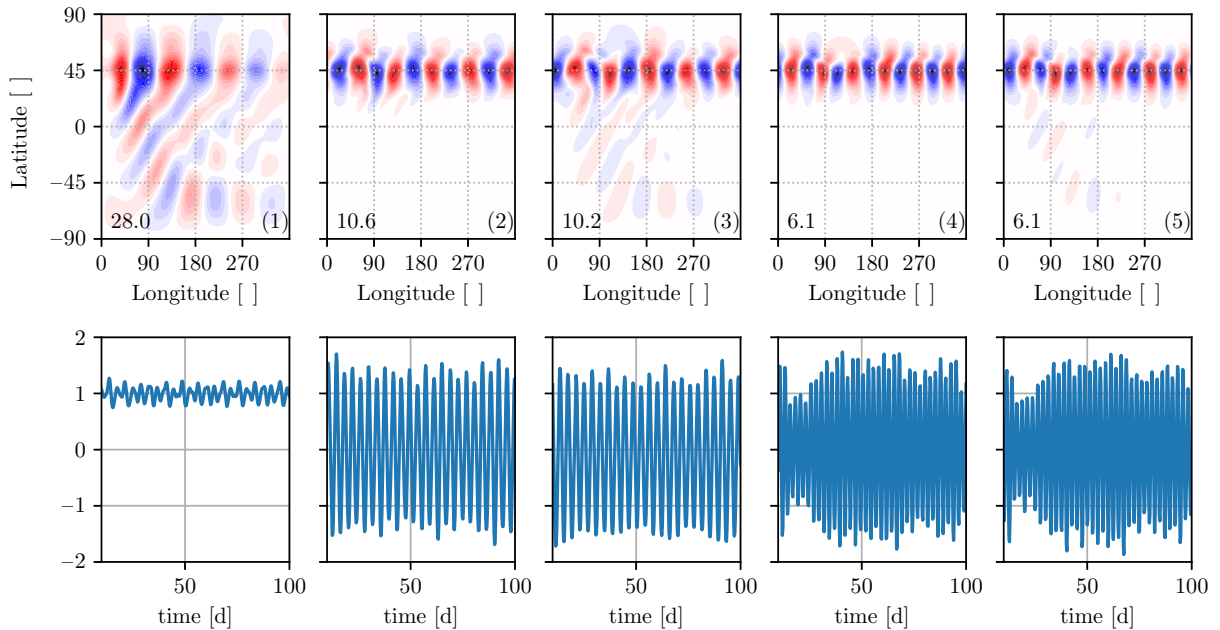 90
45
0
−45
−90
Latitude [ ]
28.0 (1)
10.6 (2)
10.2 (3)
6.1 (4)
6.1 (5)
0 90 180 270
0 90 180 270
0 90 180 270
0 90 180 270
0 90 180 270
Longitude [ ]
Longitude [ ]
Longitude [ ]
Longitude [ ]
Longitude [ ]
2
1
0
−1
−2
50 100
50 100
50 100
50 100
50 100
time [d]
time [d]
time [d]
time [d]
time [d]